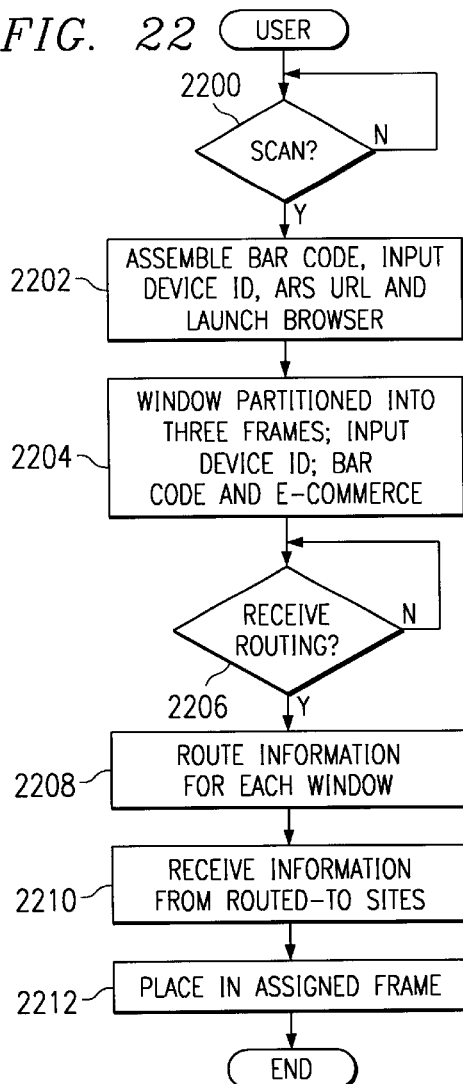 FIG. 22
USER
2200
SCAN?
N
Y
2202
ASSEMBLE BAR CODE, INPUT
DEVICE ID, ARS URL AND
LAUNCH BROWSER
2204
WINDOW PARTITIONED INTO
THREE FRAMES; INPUT
DEVICE ID; BAR
CODE AND E-COMMERCE
RECEIVE
ROUTING?
N
2206
Y
2208
ROUTE INFORMATION
FOR EACH WINDOW
2210
RECEIVE INFORMATION
FROM ROUTED-TO SITES
2212
PLACE IN ASSIGNED FRAME
END